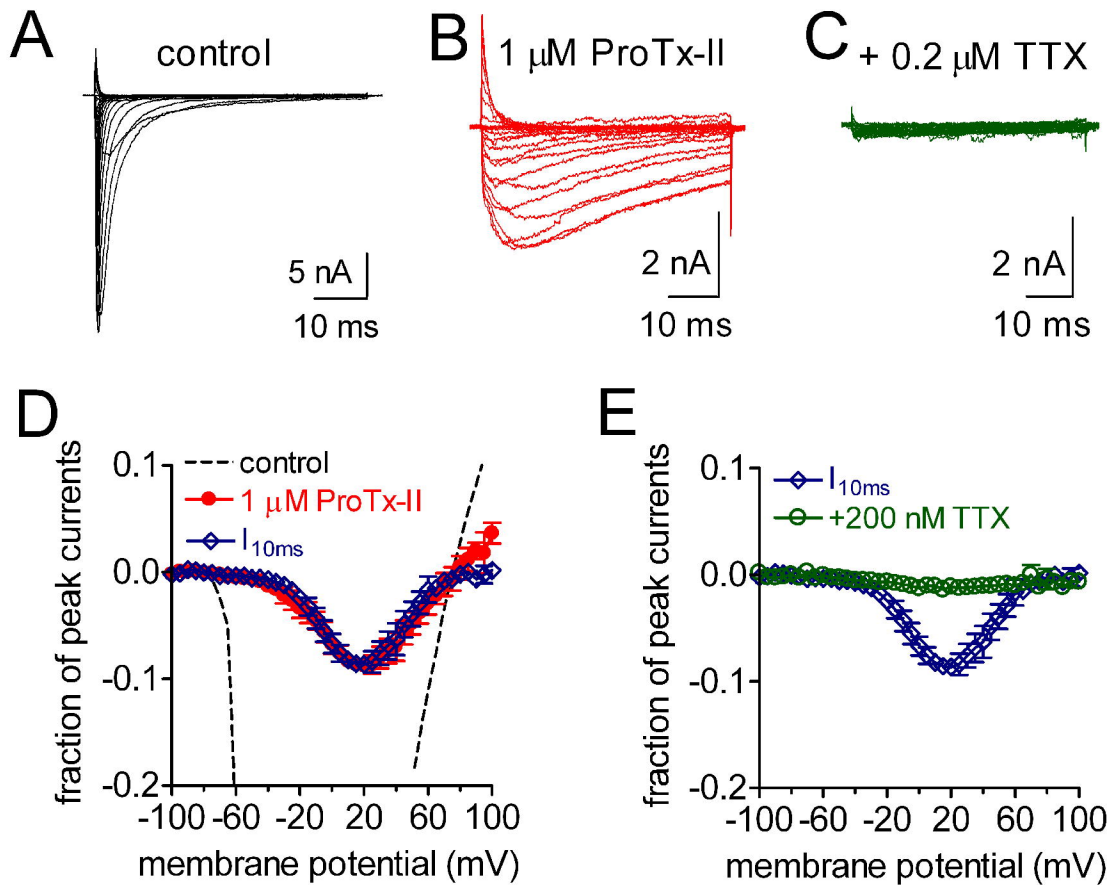 A
control
5 nA
10 ms
B
1 μM ProTx-II
2 nA
10 ms
C
+ 0.2 μM TTX
2 nA
10 ms
D
control
1 μM ProTx-II
I10ms
fraction of peak currents
0.1
0.0
-0.1
-0.2
-100 -60 -20 20 60 100
membrane potential (mV)
E
I10ms
+200 nM TTX
fraction of peak currents
0.1
0.0
-0.1
-0.2
-100 -60 -20 20 60 100
membrane potential (mV)